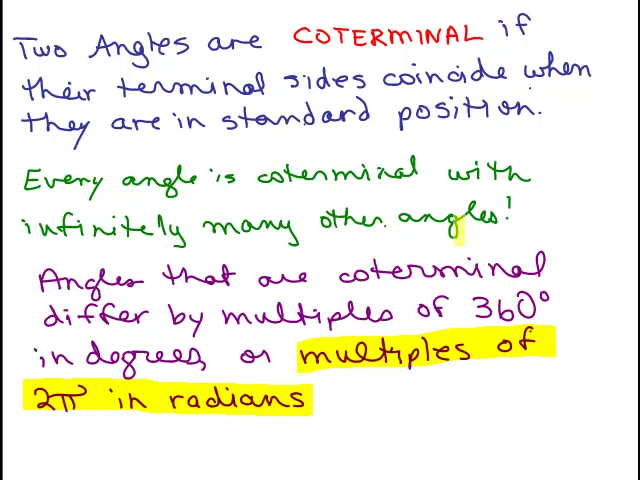 Two Angles are COTERMINAL if
their terminal sides coincide when
they are in standard position.
Every angle is coterminal with
infinitely many other angles!
Angles that are coterminal
differ by multiples of 360°
in degrees or multiples of
2π in radians